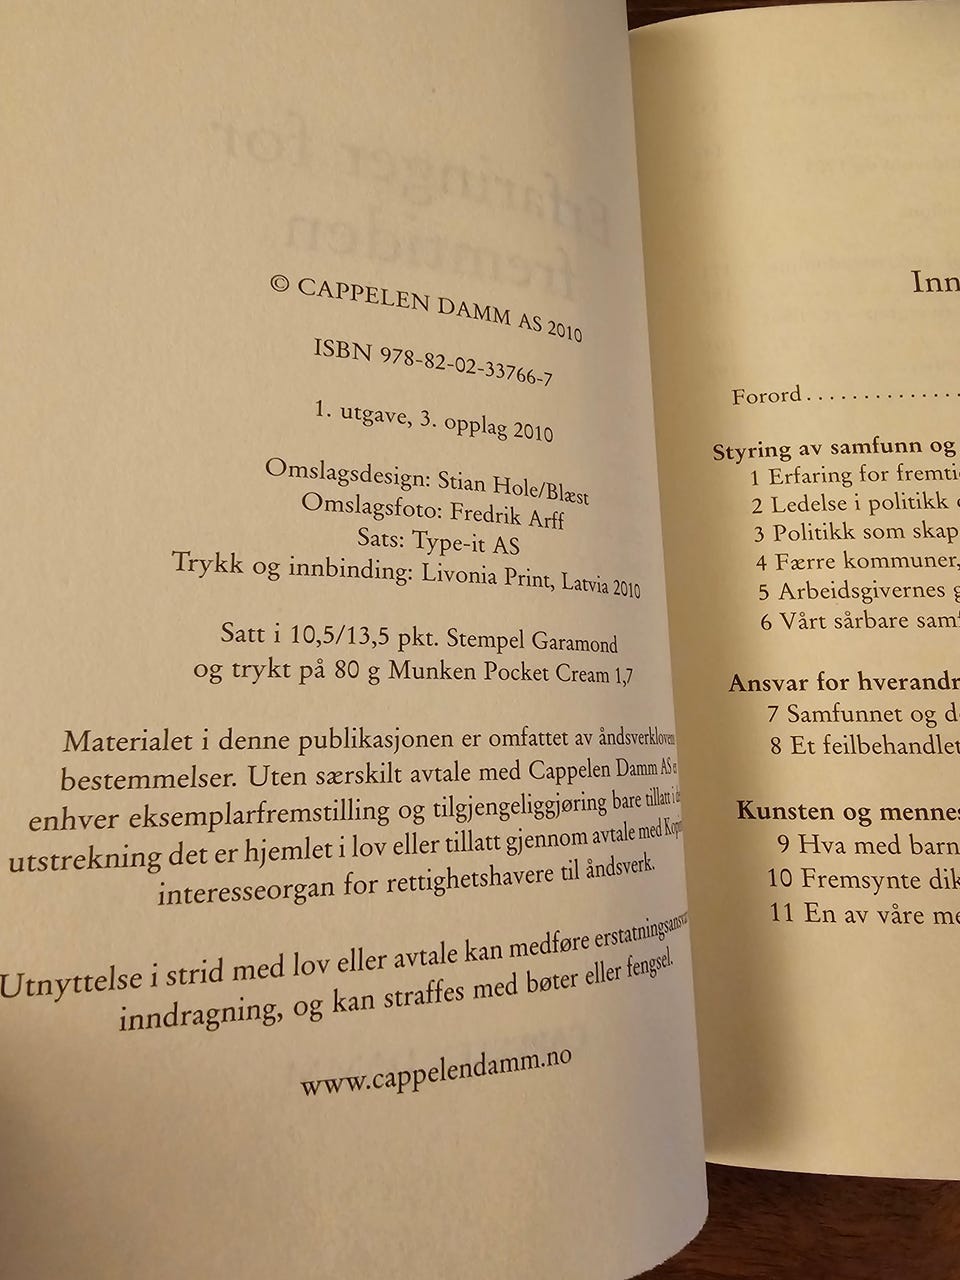 © CAPPELEN DAMM AS 2010
ISBN 978-82-02-33766-7
1. utgave, 3. opplag 2010
Omslagsdesign: Stian Hole/Blæst
Omslagsfoto: Fredrik Arff
Sats: Type-it AS
Trykk og innbinding: Livonia Print, Latvia 2010
Satt i 10,5/13,5 pkt. Stempel Garamond
og trykt på 80 g Munken Pocket Cream 1,7
Materialet i denne publikasjonen er omfattet av åndsverkloven
bestemmelser. Uten særskilt avtale med Cappelen Damm AS
enhver eksemplarfremstilling og tilgjengeliggjøring bare tillatt i
utstrekning det er hjemlet i lov eller tillatt gjennom avtale med
interesseorgan for rettighetshavere til åndsverk.
Utnyttelse i strid med lov eller avtale kan medføre
inndragning, og kan straffes med bøter eller fengsel.
www.cappelendamm.no
Inn
Forord..............
Styring av samfunn og
1 Erfaring for
2 Ledelse i politikk
3 Politikk som skap
4 Færre kommuner,
5 Arbeidsgivernes
6 Vårt sårbare
Ansvar for hverandr
7 Samfunnet og d
8 Et feilbehandlet
Kunsten og mennes
9 Hva med barn
10 Fremsynte dik
11 En av våre me
Erfaringer for
fremtiden